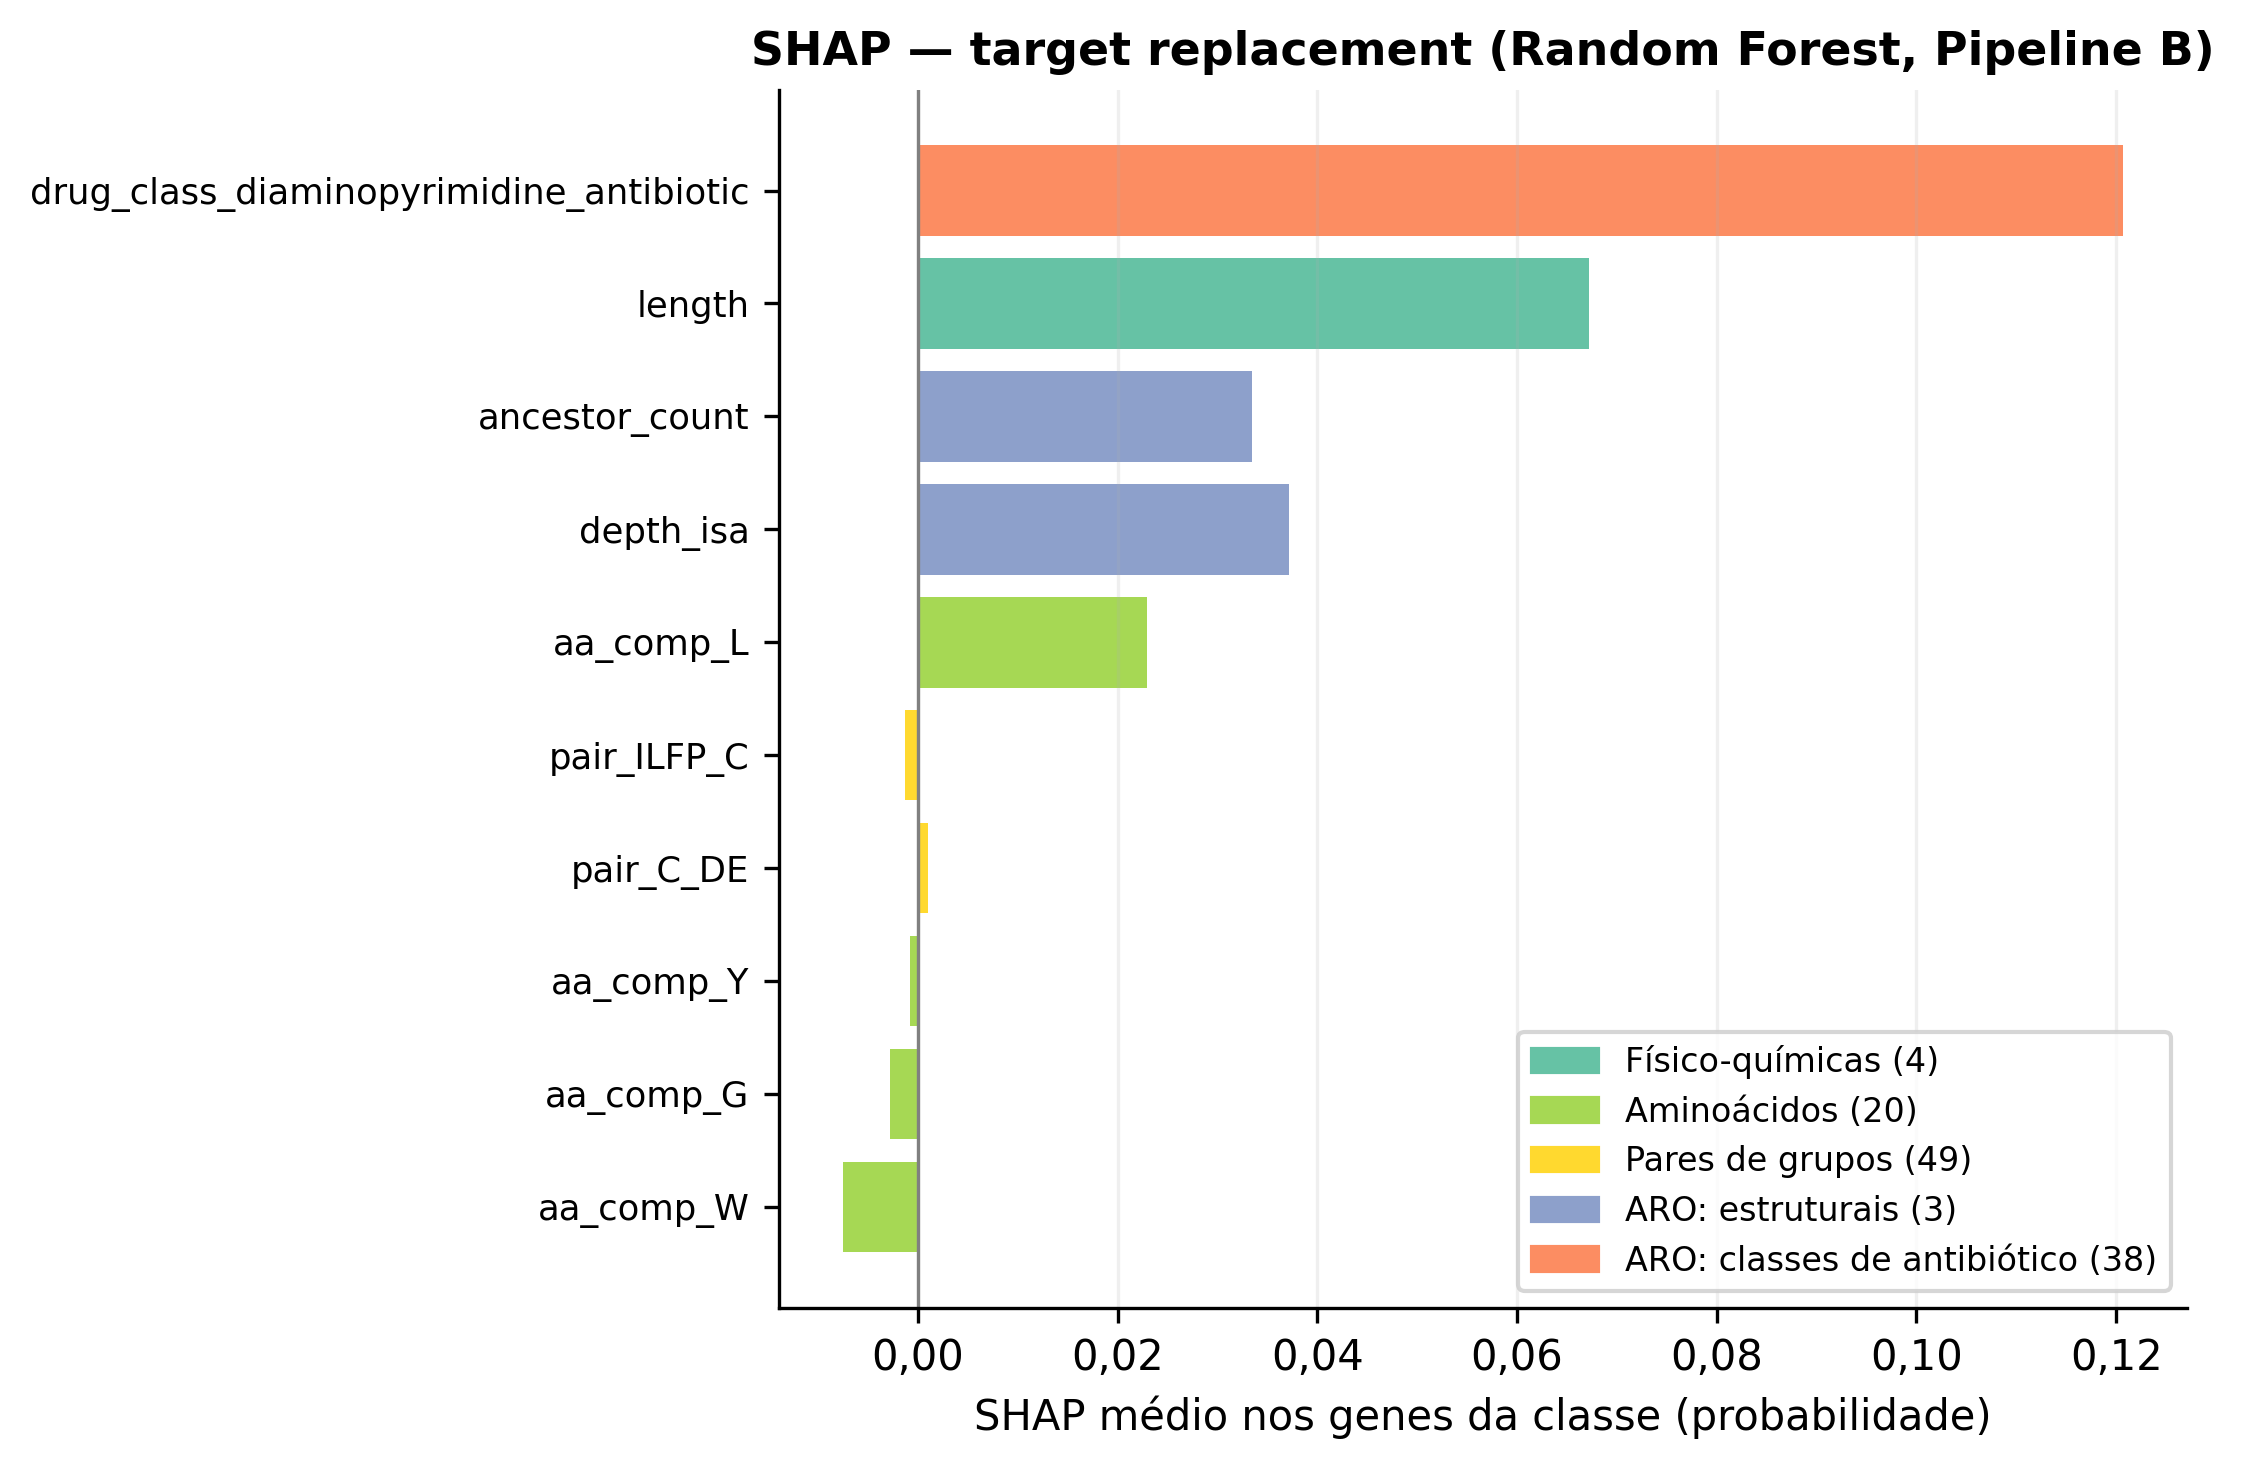 SHAP — target replacement (Random Forest, Pipeline B)
drug_class_diaminopyrimidine_antibiotic
length
ancestor_count
depth_isa
aa_comp_L
pair_ILFP_C
pair_C_DE
aa_comp_Y
aa_comp_G
aa_comp_W
Físico-químicas (4)
Aminoácidos (20)
Pares de grupos (49)
ARO: estruturais (3)
ARO: classes de antibiótico (38)
0,00 0,02 0,04 0,06 0,08 0,10 0,12
SHAP médio nos genes da classe (probabilidade)